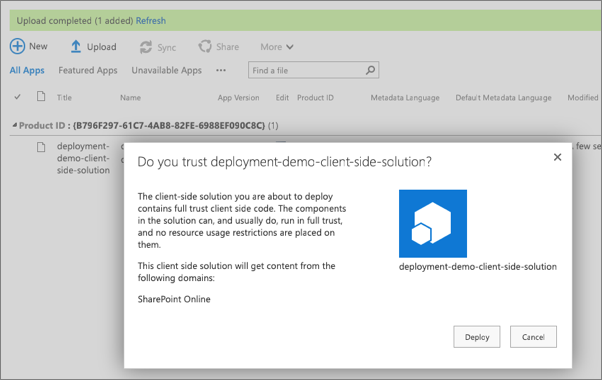 Upload completed (1 added) Refresh
New Upload Sync Share More
All Apps Featured Apps Unavailable Apps ••• Find a file
Title Name App Version Edit Product ID Metadata Language Default Metadata Language Modified
Product ID : (B796F297-61C7-4AB8-82FE-6988EF090C8C) (1)
deployment-
demo-client-
side-solution
few se
Do you trust deployment-demo-client-side-solution?
The client-side solution you are about to deploy
contains full trust client side code. The components
in the solution can, and usually do, run in full trust,
and no resource usage restrictions are placed on
them.
This client side solution will get content from the
following domains:
SharePoint Online
deployment-demo-client-side-solution
Deploy Cancel